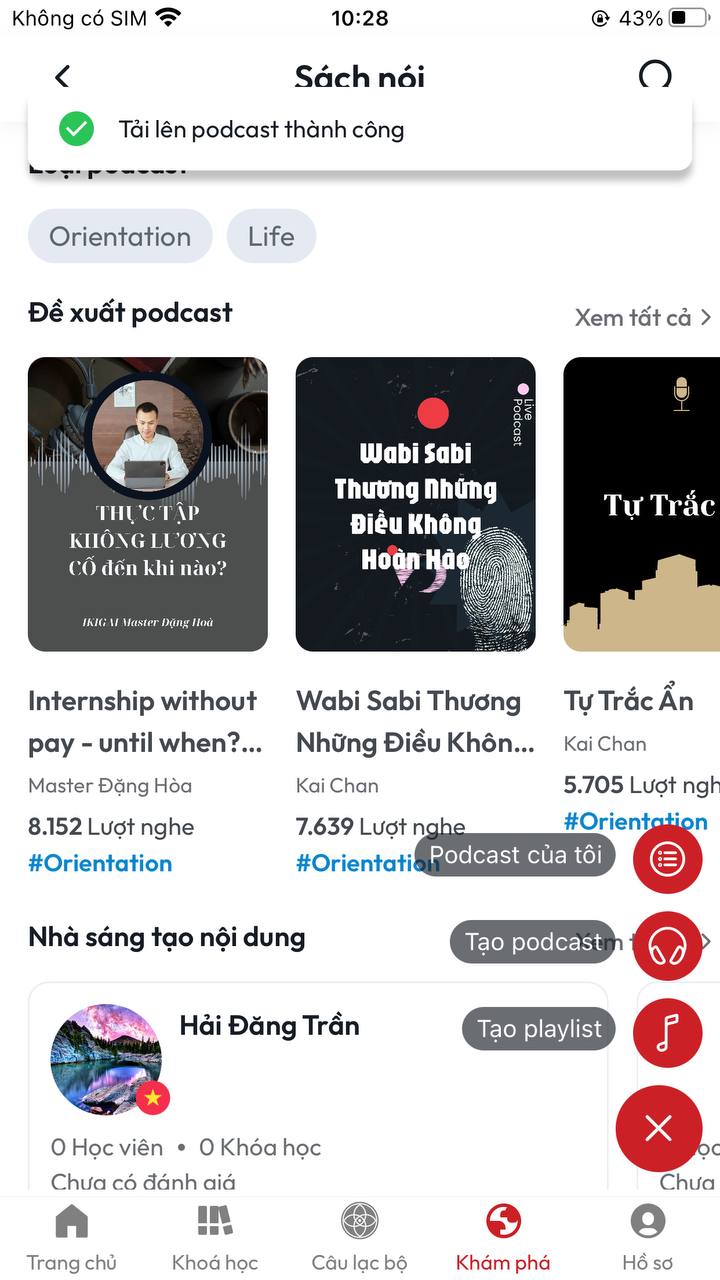 Không có SIM 10:28 43%
Sách nói
Tải lên podcast thành công
Loại podcast
Orientation Life
Đề xuất podcast Xem tất cả
THỰC TẬP
KHÔNG LƯƠNG
CỐ đến khi nào?
IKIGAI Master Đặng Hoà
Live
Podcast
Wabi Sabi
Thương Những
Điều Không
Hoàn Hảo
Tự Trắc
Internship without
pay - until when?...
Master Đặng Hòa
8.152 Lượt nghe
#Orientation
Wabi Sabi Thương
Những Điều Khôn...
Kai Chan
7.639 Lượt nghe
#Orientation
Tự Trắc Ẩn
Kai Chan
5.705 Lượt ngh
#Orientation
Podcast của tôi
Nhà sáng tạo nội dung
Tạo podcast
Hải Đăng Trần
Tạo playlist
0 Học viên • 0 Khóa học
Chưa có đánh giá
Chưa
Trang chủ Khoá học Câu lạc bộ Khám phá Hồ sơ